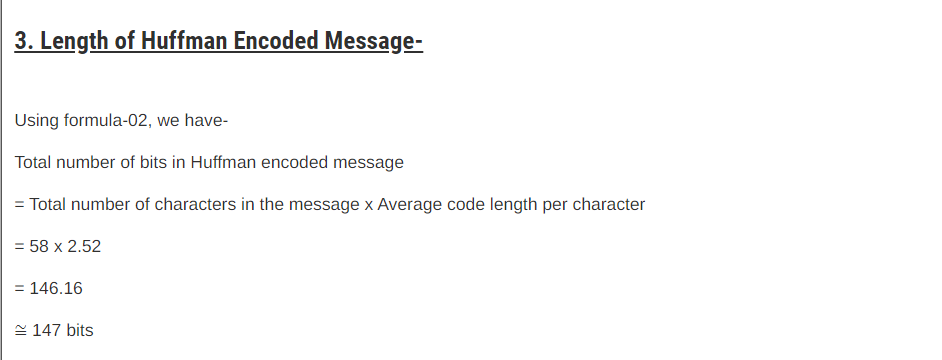 3. Length of Huffman Encoded Message-
Using formula-02, we have-
Total number of bits in Huffman encoded message
= Total number of characters in the message x Average code length per character
= 58 x 2.52
= 146.16
≅ 147 bits